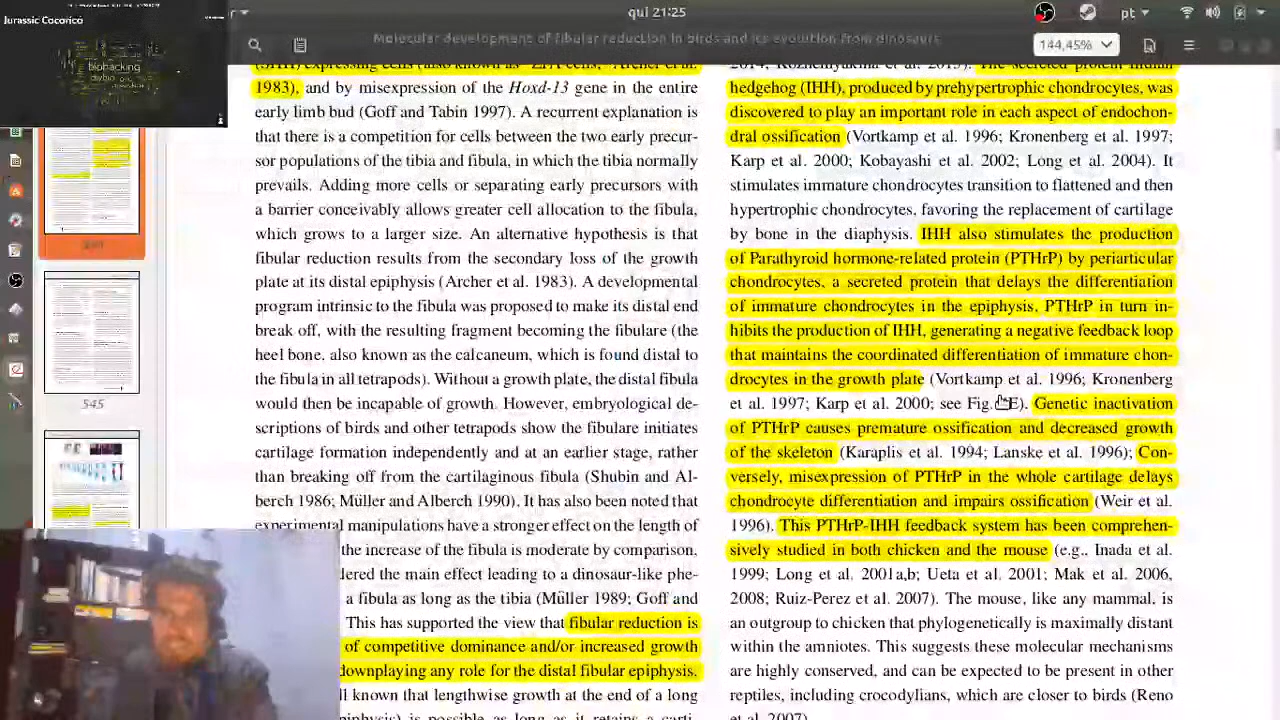 Jurassic Cocorico
biohacking
do bio ao
qui 21:25
pt
Molecular development of fibular reduction in birds and its evolution from dinosaurs
144,45%
545
1983), and by misexpression of the Hoxd-13 gene in the entire
early limb bud (Goff and Tabin 1997). A recurrent explanation is
that there is competition for cells based on the two early precur-
sor populations of the tibia and fibula, in which the tibia normally
prevails. Adding more cells or separating early precursors with
a barrier conceivably allows greater cell allocation to the fibula,
which grows to a larger size. An alternative hypothesis is that
fibular reduction results from the secondary loss of the growth
plate at its distal epiphysis (Archer et al. 1983). A developmental
program intrinsic to the fibula was proposed to make its distal end
break off, with the resulting fragment becoming the fibulare (the
heel bone, also known as the calcaneum, which is found distal to
the fibula in all tetrapods). Without a growth plate, the distal fibula
would then be incapable of growth. However, embryological de-
scriptions of birds and other tetrapods show the fibulare initiates
cartilage formation independently and at an earlier stage, rather
than breaking off from the cartilaginous fibula (Shubin and Al-
berch 1986; Müller and Alberch 1990). It has also been noted that
experimental manipulations have a stronger effect on the length of
the increase of the fibula is moderate by comparison,
dered the main effect leading to a dinosaur-like phe-
a fibula as long as the tibia (Müller 1989; Goff and
This has supported the view that fibular reduction is
of competitive dominance and/or increased growth
downplaying any role for the distal fibular epiphysis.
l known that lengthwise growth at the end of a long
piphysis) is possible as long as it retains a carti-
hedgehog (IHH), produced by prehypertrophic chondrocytes, was
discovered to play an important role in each aspect of endochon-
dral ossification (Vortkamp et al. 1996; Kronenberg et al. 1997;
Karp et al. 2000; Kobayashi et al. 2002; Long et al. 2004). It
stimulates immature chondrocytes transition to flattened and then
hypertrophic chondrocytes, favoring the replacement of cartilage
by bone in the diaphysis. IHH also stimulates the production
of Parathyroid hormone-related protein (PTHrP) by periarticular
chondrocytes, a secreted protein that delays the differentiation
of immature chondrocytes in the epiphysis. PTHrP in turn in-
hibits the production of IHH, generating a negative feedback loop
that maintains the coordinated differentiation of immature chon-
drocytes in the growth plate (Vortkamp et al. 1996; Kronenberg
et al. 1997; Karp et al. 2000; see Fig. E). Genetic inactivation
of PTHrP causes premature ossification and decreased growth
of the skeleton (Karaplis et al. 1994; Lanske et al. 1996); Con-
versely, misexpression of PTHrP in the whole cartilage delays
chondrocyte differentiation and impairs ossification (Weir et al.
1996). This PTHrP-IHH feedback system has been comprehen-
sively studied in both chicken and the mouse (e.g., Inada et al.
1999; Long et al. 2001a,b; Ueta et al. 2001; Mak et al. 2006,
2008; Ruiz-Perez et al. 2007). The mouse, like any mammal, is
an outgroup to chicken that phylogenetically is maximally distant
within the amniotes. This suggests these molecular mechanisms
are highly conserved, and can be expected to be present in other
reptiles, including crocodylians, which are closer to birds (Reno
et al. 2007).